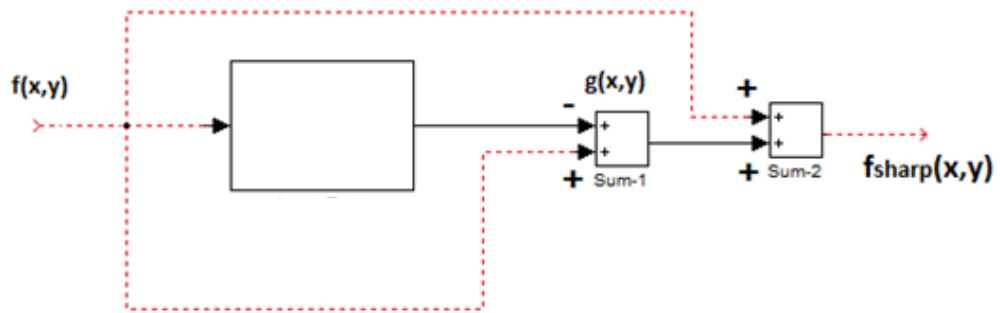 f(x,y)
g(x,y)
-
+
+
+
Sum-1
+
+
+
+
+
Sum-2
fsharp(x,y)